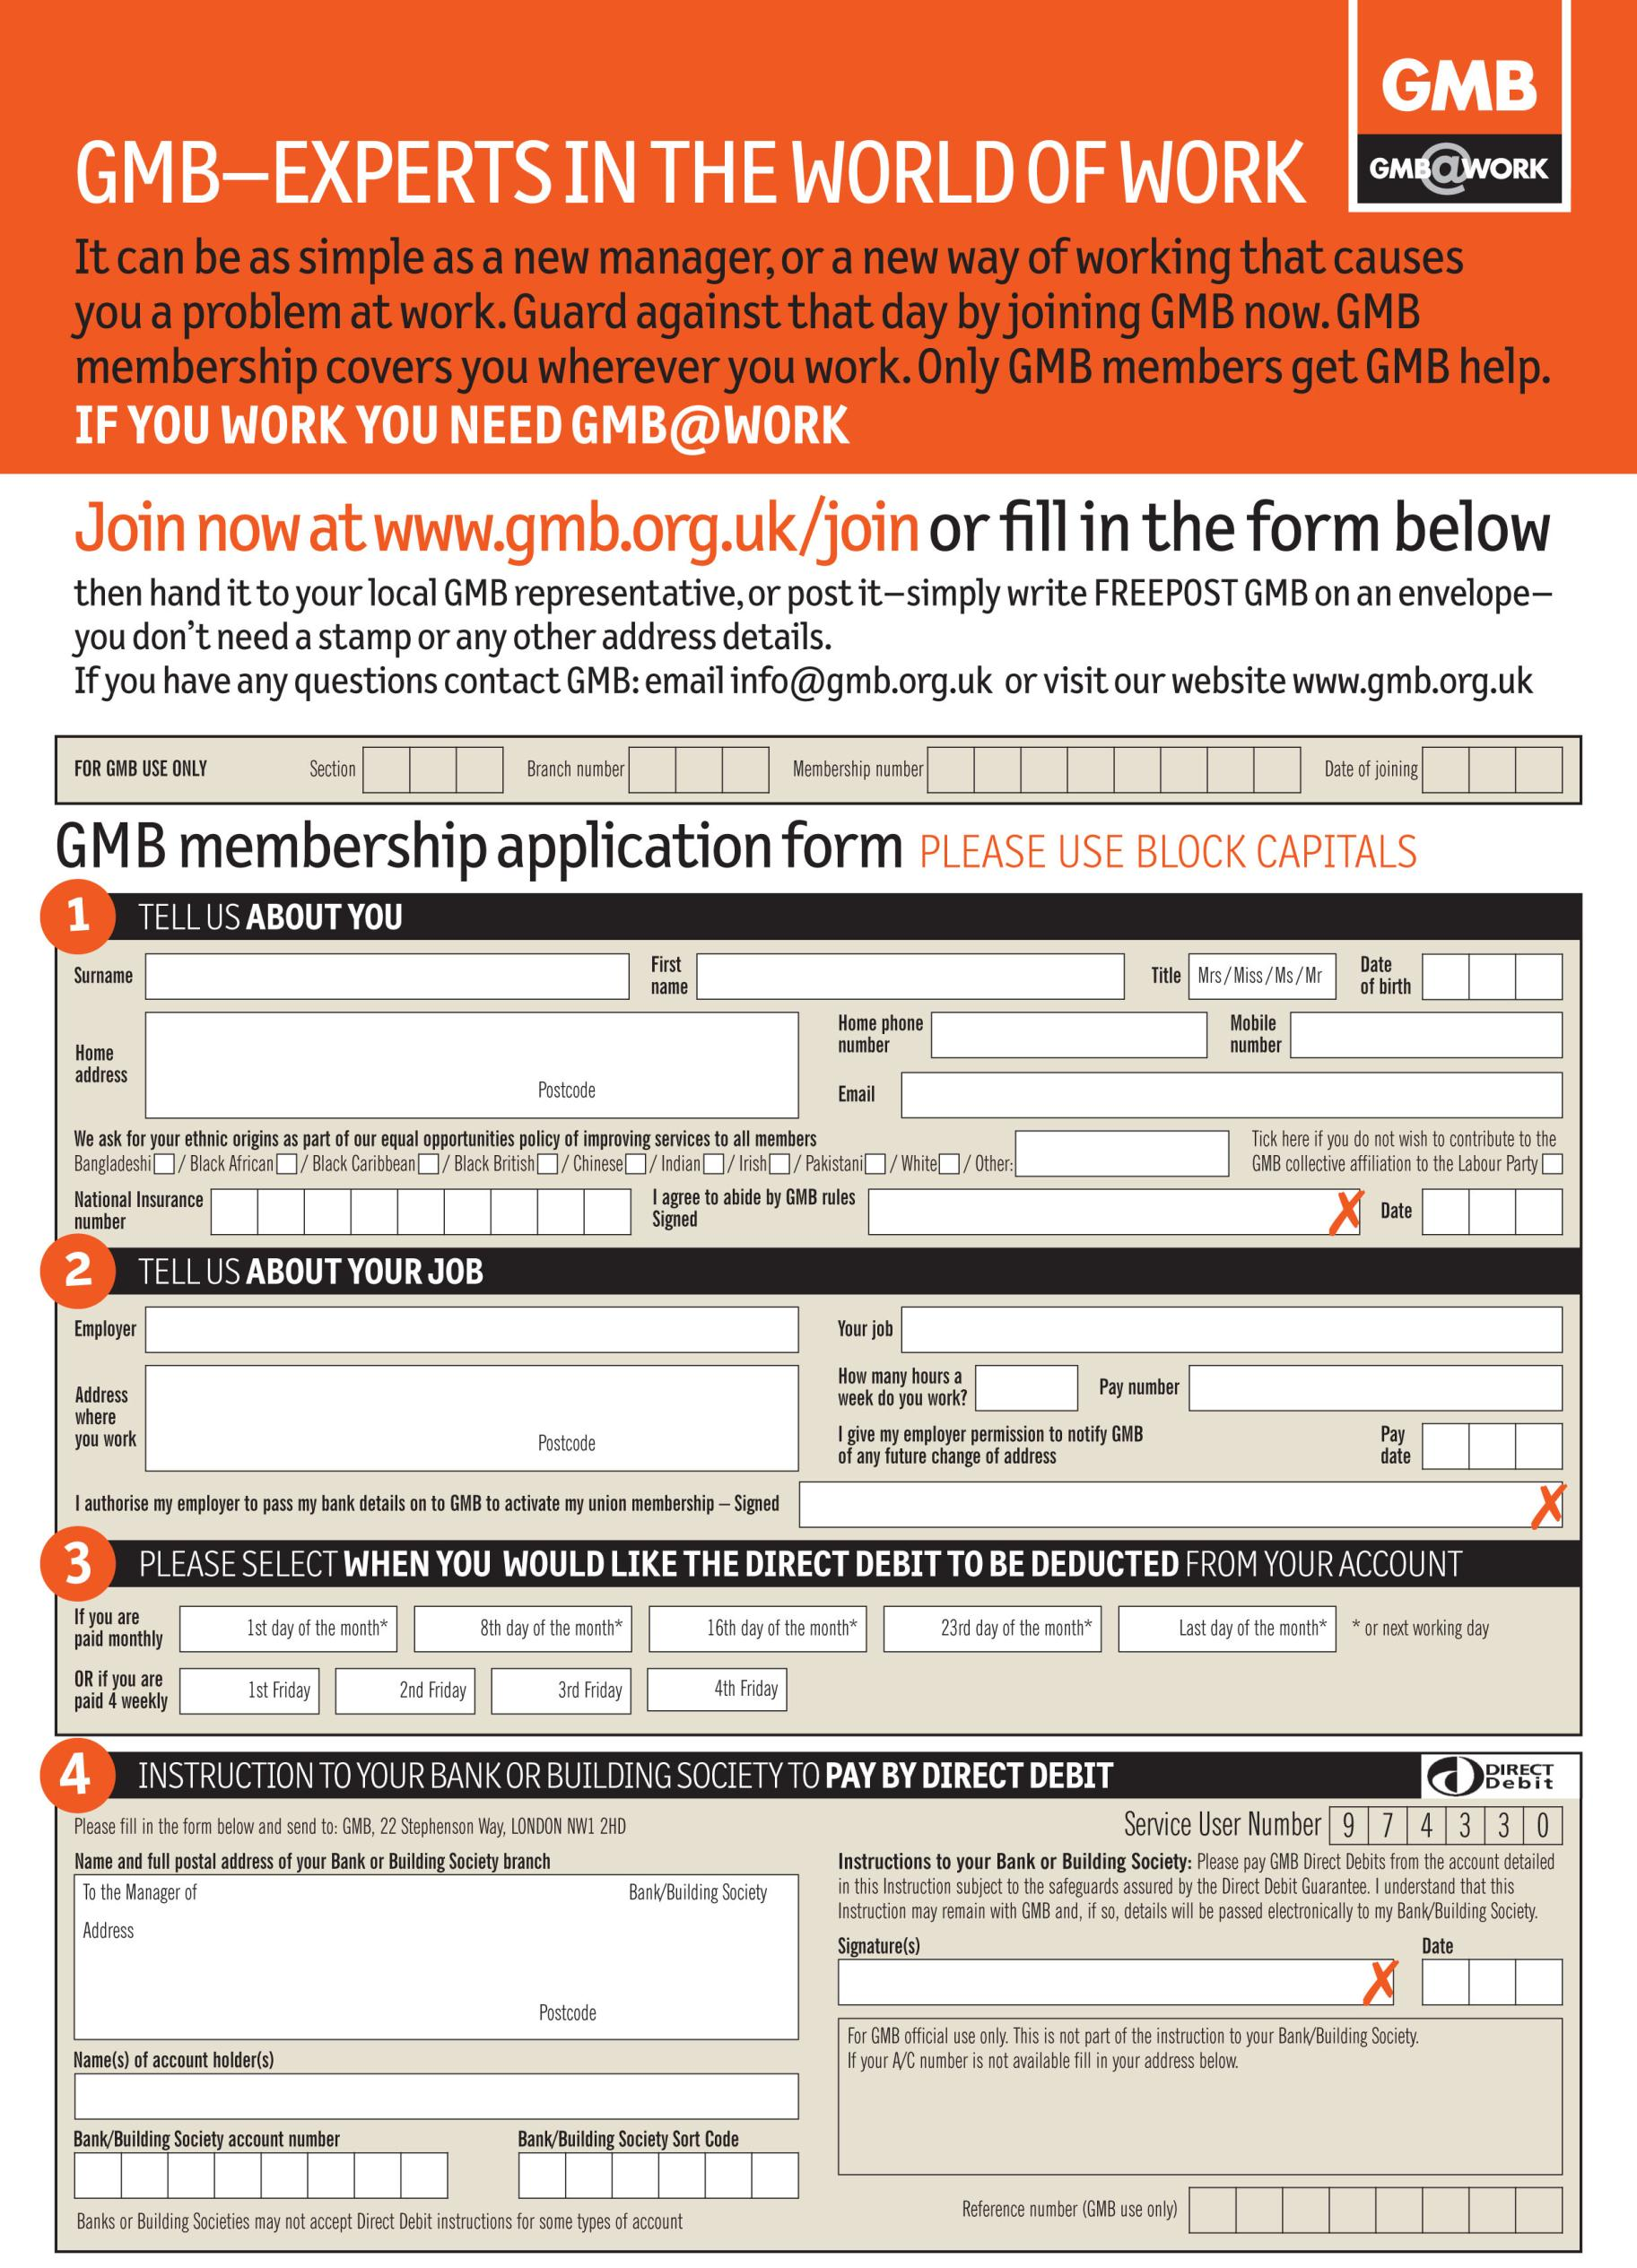 GMB
GMB@WORK
GMB–EXPERTS IN THE WORLD OF WORK
It can be as simple as a new manager, or a new way of working that causes
you a problem at work. Guard against that day by joining GMB now. GMB
membership covers you wherever you work. Only GMB members get GMB help.
IF YOU WORK YOU NEED GMB@WORK
Join now at www.gmb.org.uk/join or fill in the form below
then hand it to your local GMB representative, or post it–simply write FREEPOST GMB on an envelope–
you don't need a stamp or any other address details.
If you have any questions contact GMB: email info@gmb.org.uk or visit our website www.gmb.org.uk
FOR GMB USE ONLY Section Branch number Membership number Date of joining
GMB membership application form PLEASE USE BLOCK CAPITALS
1 TELL US ABOUT YOU
Surname First name Title Mrs/Miss/Ms/Mr Date of birth
Home address Postcode
Home phone number Mobile number
Email
We ask for your ethnic origins as part of our equal opportunities policy of improving services to all members
Bangladeshi / Black African / Black Caribbean / Black British / Chinese / Indian / Irish / Pakistani / White / Other:
Tick here if you do not wish to contribute to the
GMB collective affiliation to the Labour Party
National Insurance number
I agree to abide by GMB rules
Signed ✗ Date
2 TELL US ABOUT YOUR JOB
Employer Your job
Address where you work Postcode
How many hours a week do you work? Pay number
I give my employer permission to notify GMB
of any future change of address
Pay date
I authorise my employer to pass my bank details on to GMB to activate my union membership – Signed ✗
3 PLEASE SELECT WHEN YOU WOULD LIKE THE DIRECT DEBIT TO BE DEDUCTED FROM YOUR ACCOUNT
If you are paid monthly 1st day of the month* 8th day of the month* 16th day of the month* 23rd day of the month* Last day of the month* * or next working day
OR if you are paid 4 weekly 1st Friday 2nd Friday 3rd Friday 4th Friday
4 INSTRUCTION TO YOUR BANK OR BUILDING SOCIETY TO PAY BY DIRECT DEBIT
DIRECT Debit
Please fill in the form below and send to: GMB, 22 Stephenson Way, LONDON NW1 2HD
Service User Number 9 7 4 3 3 0
Name and full postal address of your Bank or Building Society branch
To the Manager of Bank/Building Society
Address
Postcode
Name(s) of account holder(s)
Bank/Building Society account number Bank/Building Society Sort Code
Banks or Building Societies may not accept Direct Debit instructions for some types of account
Instructions to your Bank or Building Society: Please pay GMB Direct Debits from the account detailed
in this Instruction subject to the safeguards assured by the Direct Debit Guarantee. I understand that this
Instruction may remain with GMB and, if so, details will be passed electronically to my Bank/Building Society.
Signature(s) ✗ Date
For GMB official use only. This is not part of the instruction to your Bank/Building Society.
If your A/C number is not available fill in your address below.
Reference number (GMB use only)